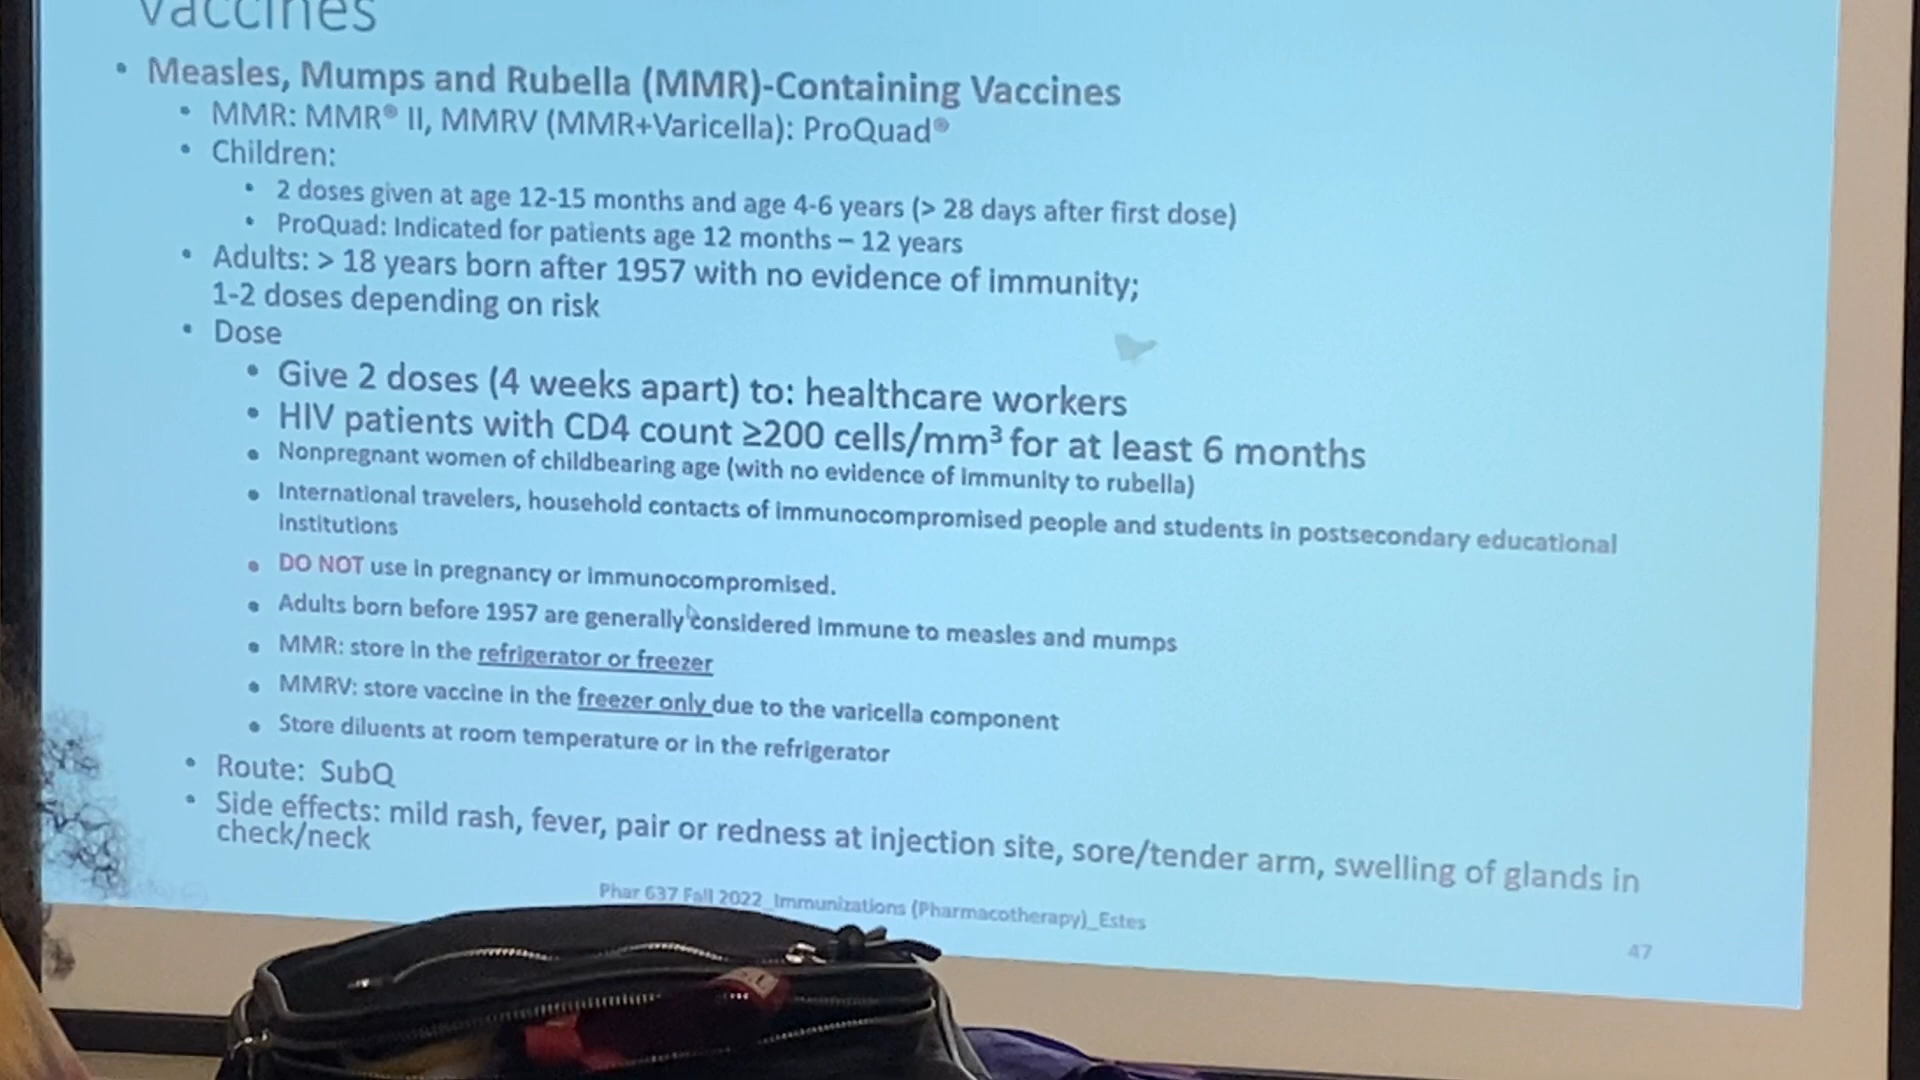 vaccines
• Measles, Mumps and Rubella (MMR)-Containing Vaccines
• MMR: MMR® II, MMRV (MMR+Varicella): ProQuad®
• Children:
• 2 doses given at age 12-15 months and age 4-6 years (> 28 days after first dose)
• ProQuad: Indicated for patients age 12 months – 12 years
• Adults: > 18 years born after 1957 with no evidence of immunity;
1-2 doses depending on risk
• Dose
• Give 2 doses (4 weeks apart) to: healthcare workers
• HIV patients with CD4 count ≥200 cells/mm³ for at least 6 months
• Nonpregnant women of childbearing age (with no evidence of immunity to rubella)
• International travelers, household contacts of immunocompromised people and students in postsecondary educational
institutions
• DO NOT use in pregnancy or immunocompromised.
• Adults born before 1957 are generally considered immune to measles and mumps
• MMR: store in the refrigerator or freezer
• MMRV: store vaccine in the freezer only due to the varicella component
• Store diluents at room temperature or in the refrigerator
• Route: SubQ
• Side effects: mild rash, fever, pair or redness at injection site, sore/tender arm, swelling of glands in
check/neck
Phar 637 Fall 2022_Immunizations (Pharmacotherapy)_Estes
47